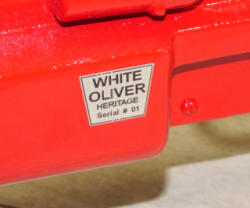 WHITE
OLIVER
HERITAGE
Serial # 01